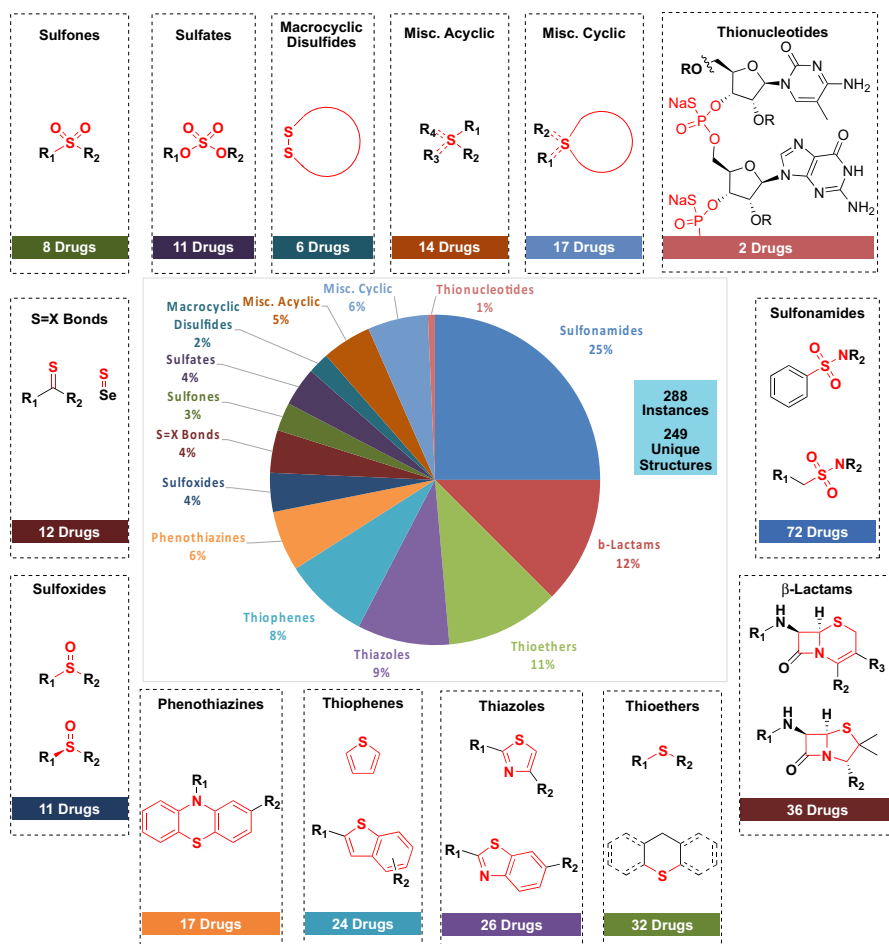 Sulfones
O O
S
R1 R2
8 Drugs
Sulfates
O O
S
R1O OR2
11 Drugs
Macrocyclic
Disulfides
S
S
6 Drugs
Misc. Acyclic
R4 R1
S
R3 R2
14 Drugs
Misc. Cyclic
R2
S
R1
17 Drugs
Thionucleotides
O
RO O N N NH2
NaS
O
P OR
O O O
N N NH
NaS O N N NH2
O
P OR
O
2 Drugs
S=X Bonds
S S
R1 R2 Se
12 Drugs
Misc. Cyclic
6%
Thionucleotides
1%
Misc. Acyclic
5%
Macrocyclic
Disulfides
2%
Sulfates
4%
Sulfones
3%
S=X Bonds
4%
Sulfoxides
4%
Phenothiazines
6%
Thiophenes
8%
Thiazoles
9%
Thioethers
11%
b-Lactams
12%
Sulfonamides
25%
288
Instances
249
Unique
Structures
Sulfonamides
O NR2
S
O
O NR2
R1 S
O
72 Drugs
Sulfoxides
O
S
R1 R2
O
S
R1 R2
11 Drugs
β-Lactams
H H
N S
R1
O N R3
R2
H H
N S
R1
O N
R2
36 Drugs
Phenothiazines
R1
N R2
S
17 Drugs
Thiophenes
S
S
R1
R2
24 Drugs
Thiazoles
S
R1
N R2
S
R1 R2
N
26 Drugs
Thioethers
S
R1 R2
S
32 Drugs